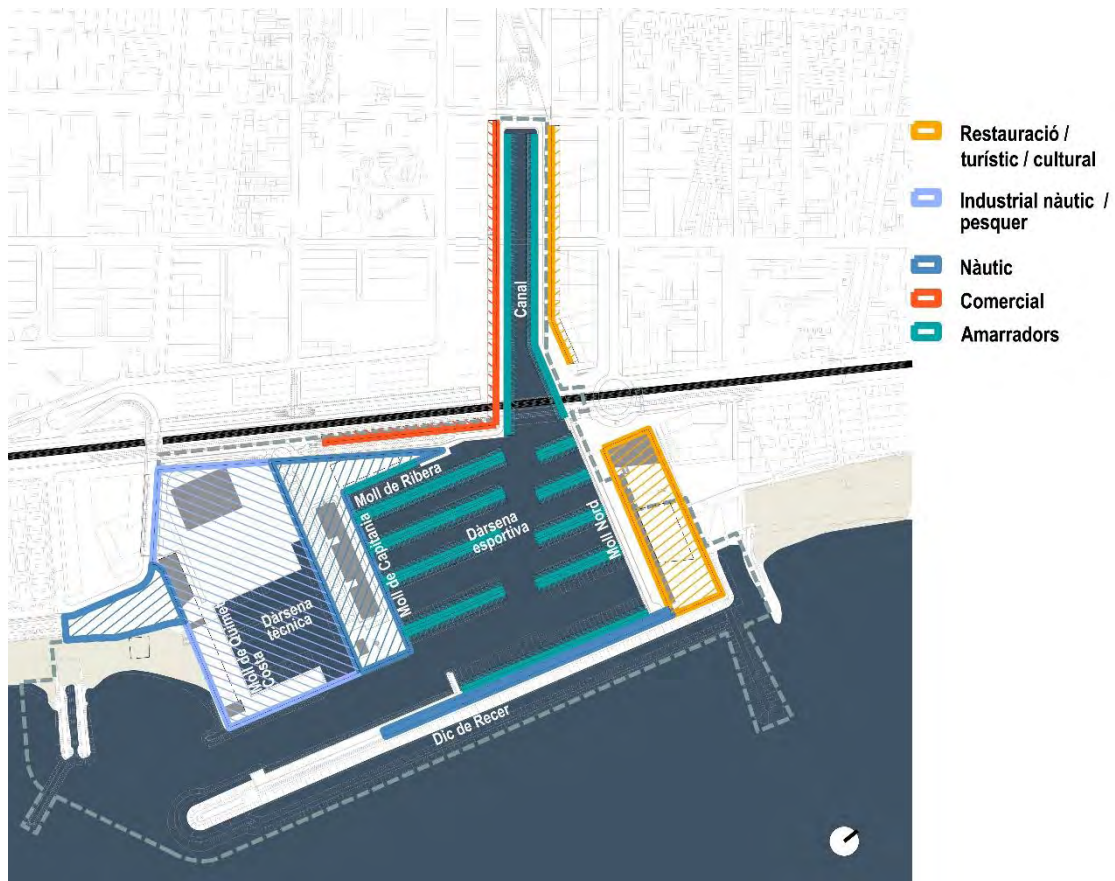 Restauració /
turístic / cultural
Industrial nàutic /
pesquer
Nàutic
Comercial
Amarradors
Canal
Moll de Ribera
Moll de Capitania
Dàrsena
esportiva
Moll Nord
Dàrsena
tècnica
Moll de Quimet
Costa
Dic de Recer